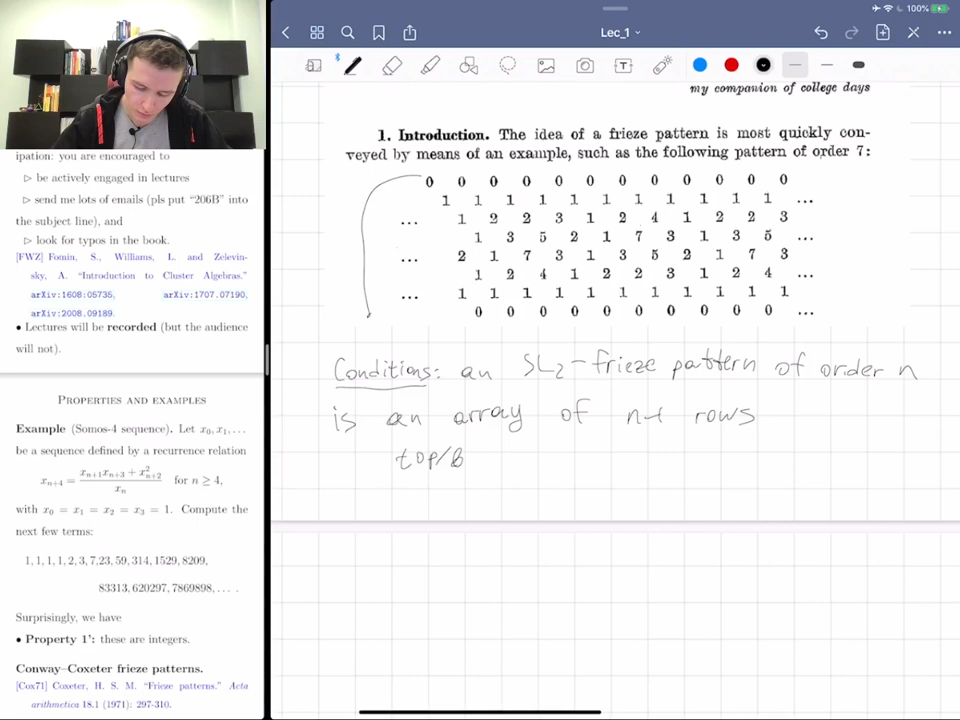 100%
Lec_1
my companion of college days
1. Introduction. The idea of a frieze pattern is most quickly con-
veyed by means of an example, such as the following pattern of order 7:
0 0 0 0 0 0 0 0 0 0 0 0
1 1 1 1 1 1 1 1 1 1 1 ...
... 1 2 2 3 1 2 4 1 2 2 3
1 3 5 2 1 7 3 1 3 5 ...
... 2 1 7 3 1 3 5 2 1 7 3
1 2 4 1 2 2 3 1 2 4 ...
... 1 1 1 1 1 1 1 1 1 1 1
0 0 0 0 0 0 0 0 0 0 ...
Conditions: an SL₂-frieze pattern of order n
is an array of n+1 rows
top/b
ipation: you are encouraged to
▷ be actively engaged in lectures
▷ send me lots of emails (pls put “206B” into
the subject line), and
▷ look for typos in the book.
[FWZ] Fomin, S., Williams, L. and Zelevin-
sky, A. “Introduction to Cluster Algebras.”
arXiv:1608:05735, arXiv:1707.07190,
arXiv:2008.09189.
• Lectures will be recorded (but the audience
will not).
Properties and examples
Example (Somos-4 sequence). Let x₀, x₁, . . .
be a sequence defined by a recurrence relation
xₙ₊₄ = (xₙ₊₁xₙ₊₃ + x²ₙ₊₂) / xₙ for n ≥ 4,
with x₀ = x₁ = x₂ = x₃ = 1. Compute the
next few terms:
1, 1, 1, 1, 2, 3, 7, 23, 59, 314, 1529, 8209,
83313, 620297, 7869898, . . . .
Surprisingly, we have
• Property 1’: these are integers.
Conway–Coxeter frieze patterns.
[Cox71] Coxeter, H. S. M. “Frieze patterns.” Acta
arithmetica 18.1 (1971): 297-310.